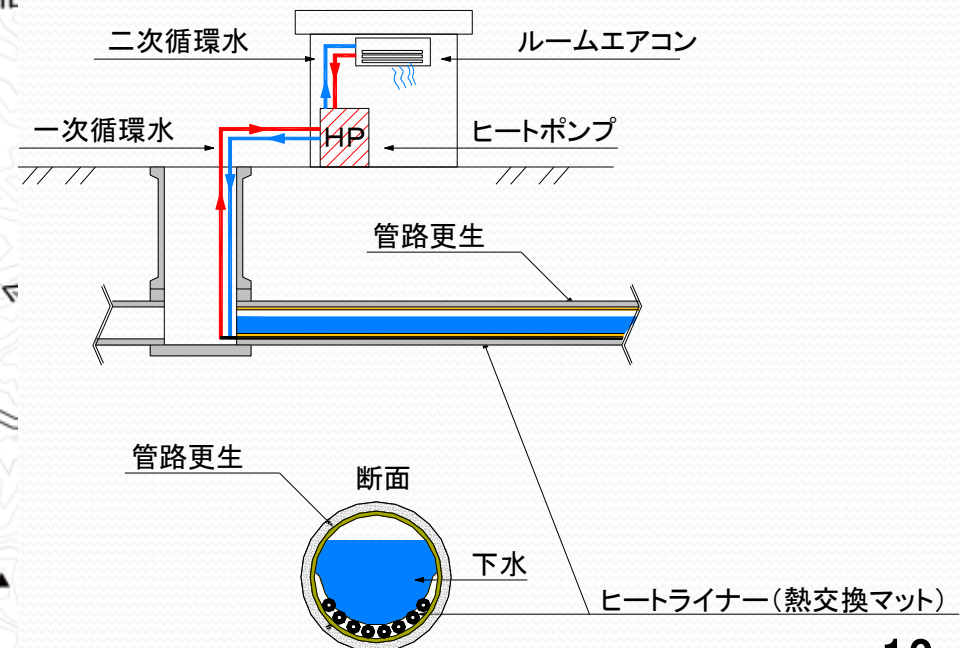 二次循環水
ルームエアコン
一次循環水
HP
ヒートポンプ
管路更生
管路更生
断面
下水
ヒートライナー（熱交換マット）